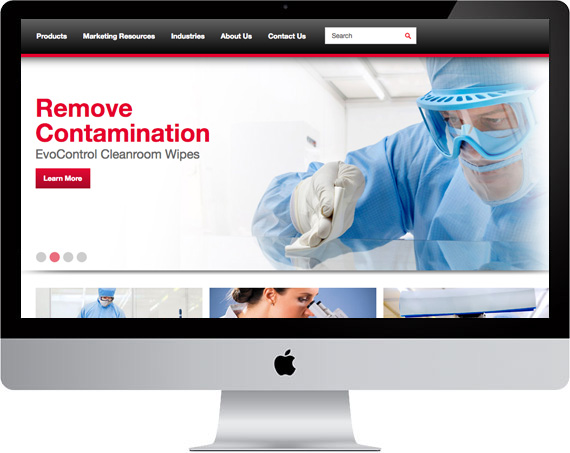 Products Marketing Resources Industries About Us Contact Us Search
Remove
Contamination
EvoControl Cleanroom Wipes
Learn More